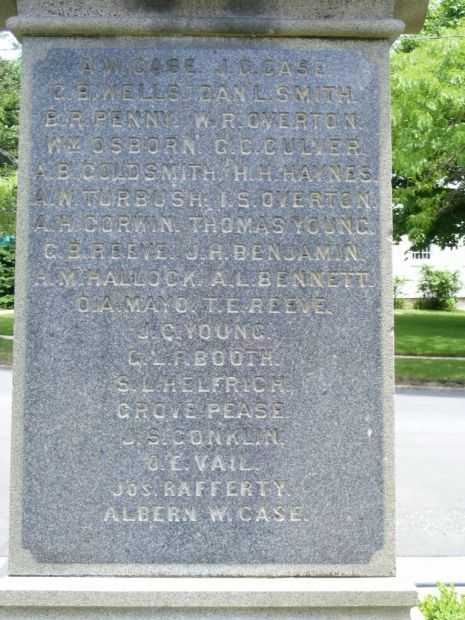 A.W. CASE. J.G. CASE.
G.B. WELLS. DAN L. SMITH.
B.R. PENNY. W.R. OVERTON.
WM OSBORN. G.C. CULVER.
A.B. GOLDSMITH. H.H. HAYNES.
A.N. TURBUSH. I.S. OVERTON.
A.H. CORWIN. THOMAS YOUNG.
G.B. REEVE. J.H. BENJAMIN.
H.M. HALLOCK. A.L. BENNETT.
O.A. MAYO. T.E. REEVE.
J.G. YOUNG.
G.L.F. BOOTH.
S.L. HELFRICH.
GROVE PEASE.
J.S. CONKLIN.
VAIL.
JOS. RAFFERTY.
ALBERN W. CASE.